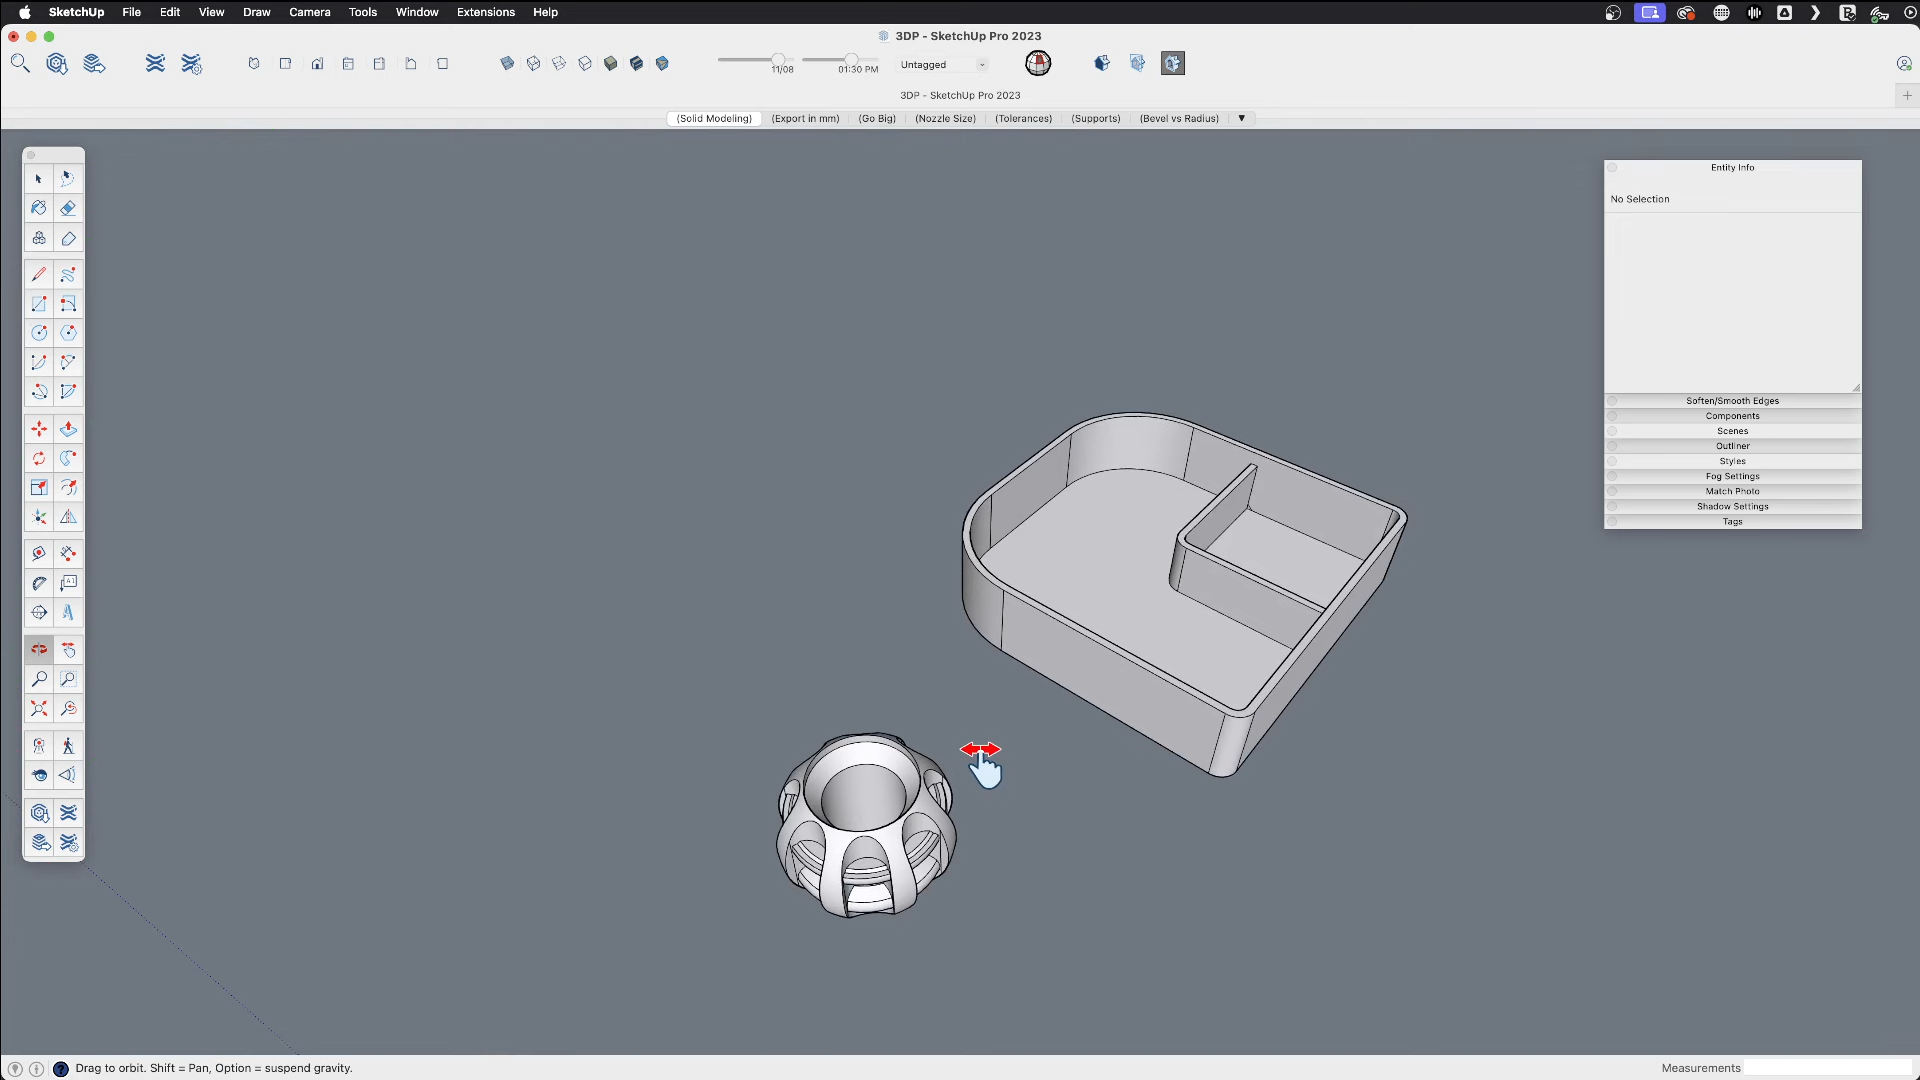 SketchUp File Edit View Draw Camera Tools Window Extensions Help
3DP - SketchUp Pro 2023
11/08 01:30 PM Untagged
3DP - SketchUp Pro 2023
(Solid Modeling) (Export in mm) (Go Big) (Nozzle Size) (Tolerances) (Supports) (Bevel vs Radius)
Entity Info
No Selection
Soften/Smooth Edges
Components
Scenes
Outliner
Styles
Fog Settings
Match Photo
Shadow Settings
Tags
Drag to orbit. Shift = Pan, Option = suspend gravity.
Measurements